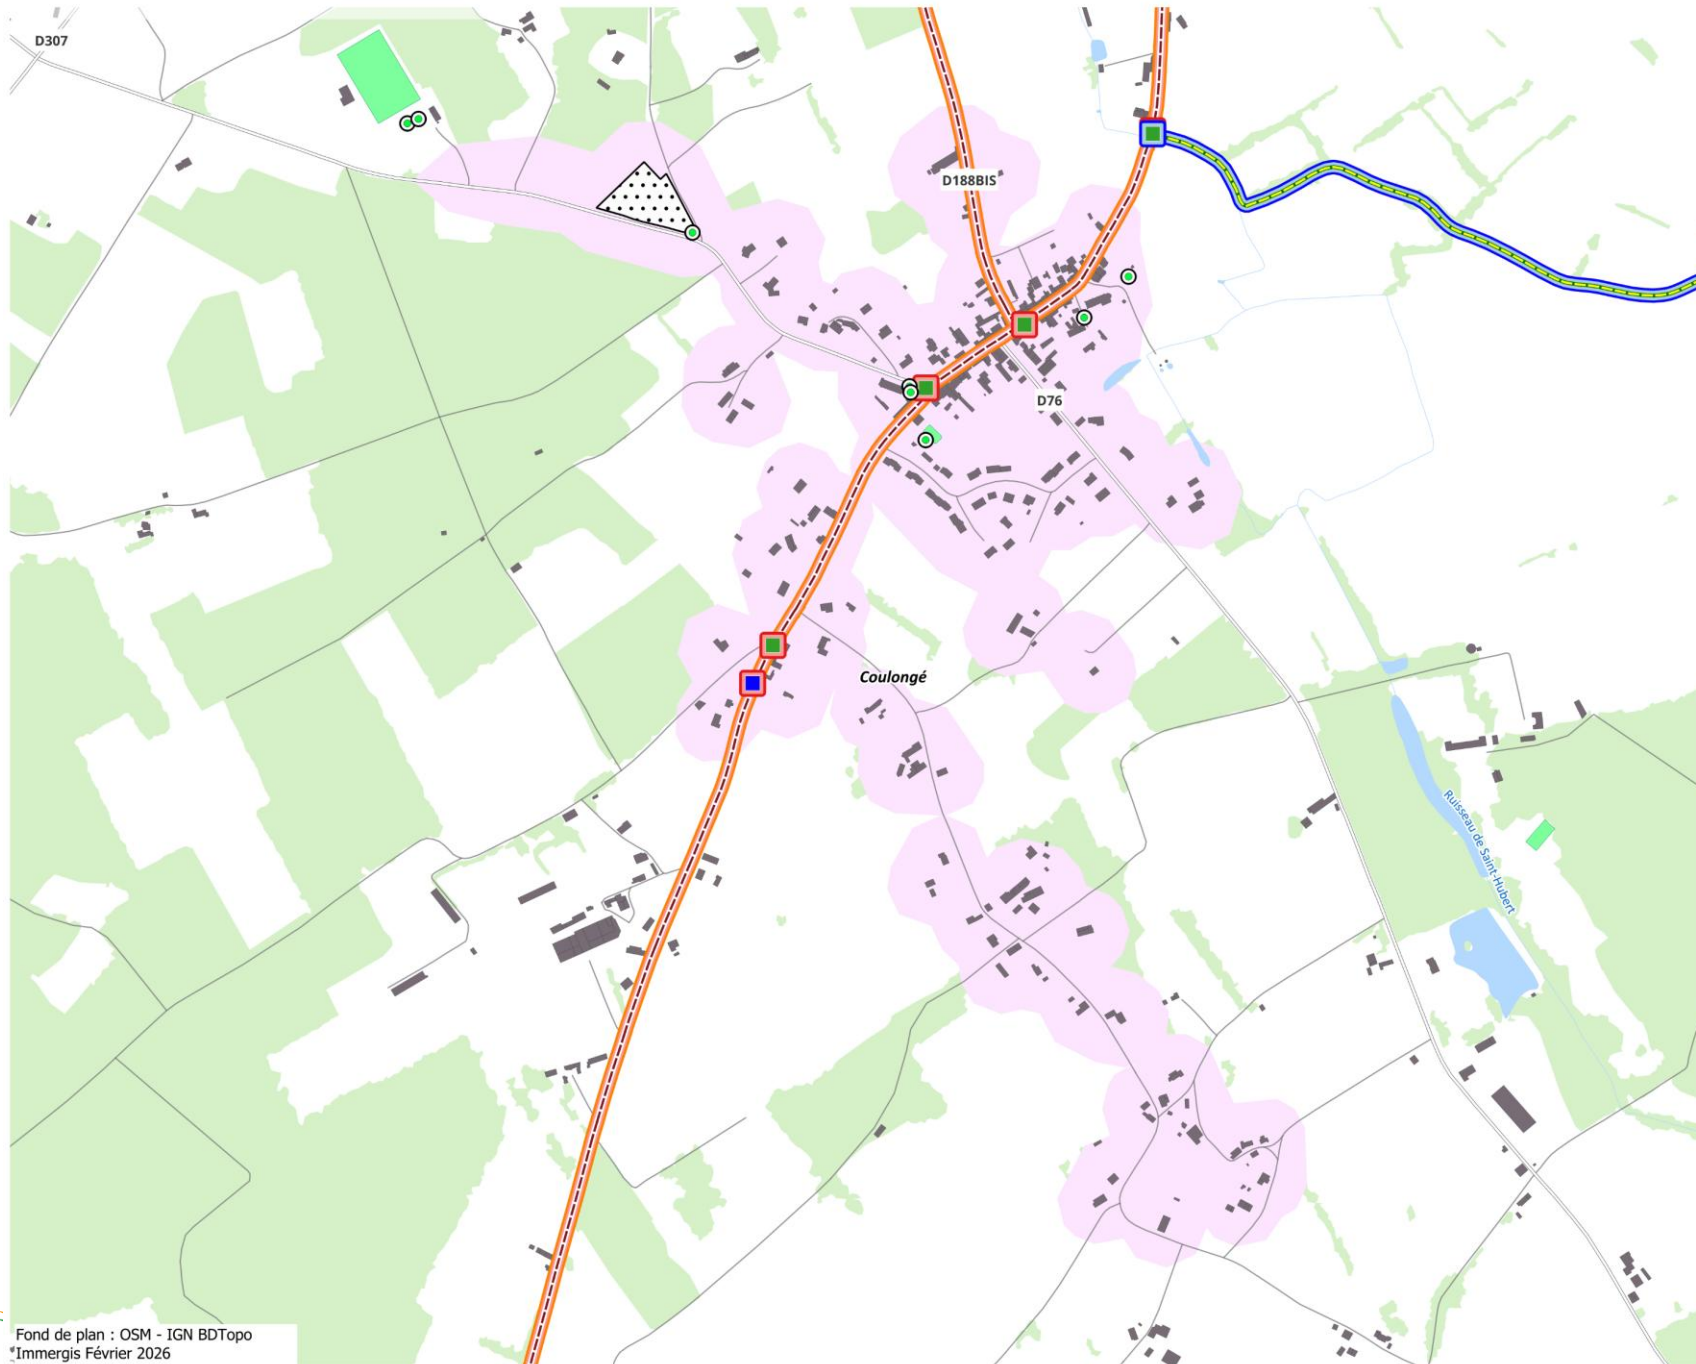 D307
D188BIS
D76
Coulongé
Ruisseau de Saint-Hubert
Fond de plan : OSM - IGN BDTopo
Immergis Février 2026